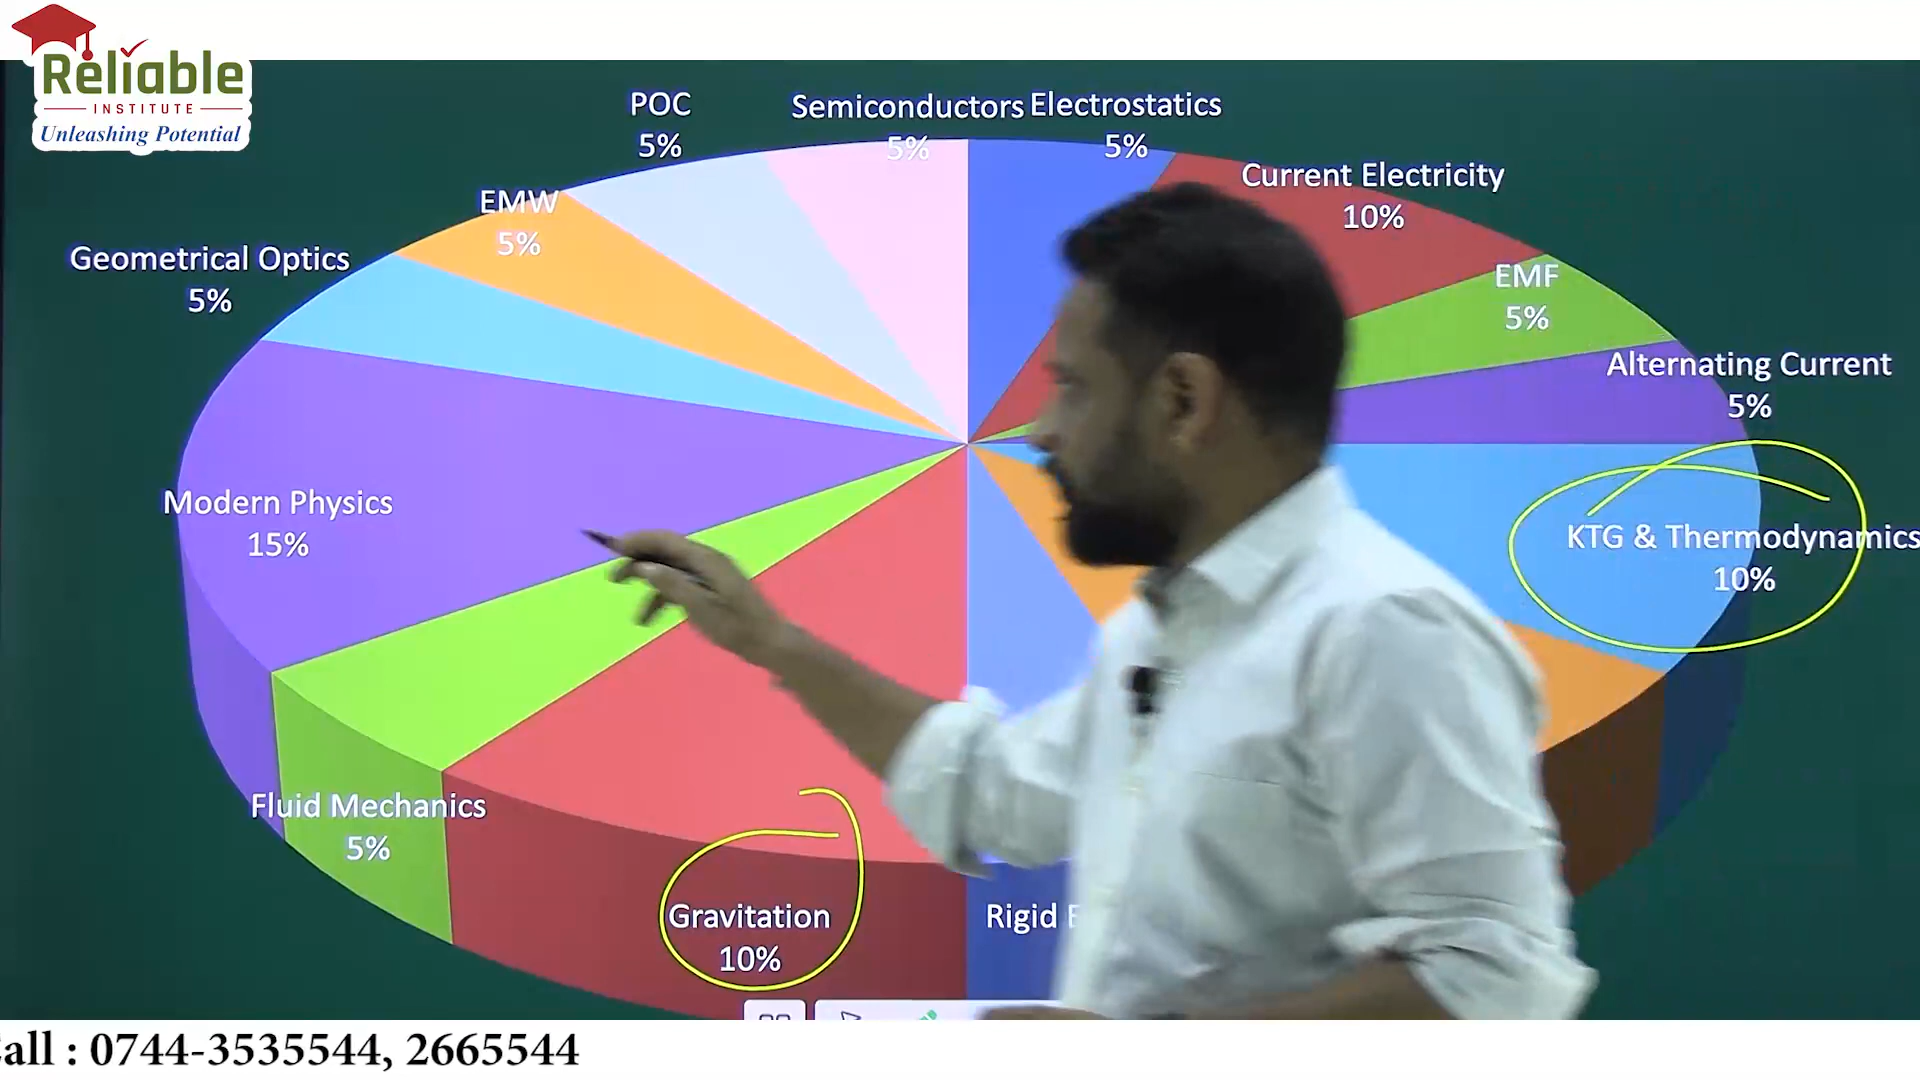 Reliable
INSTITUTE
Unleashing Potential
POC
5%
Semiconductors
5%
Electrostatics
5%
Current Electricity
10%
EMW
5%
EMF
5%
Geometrical Optics
5%
Alternating Current
5%
Modern Physics
15%
KTG & Thermodynamics
10%
Fluid Mechanics
5%
Gravitation
10%
Rigid
all : 0744-3535544, 2665544